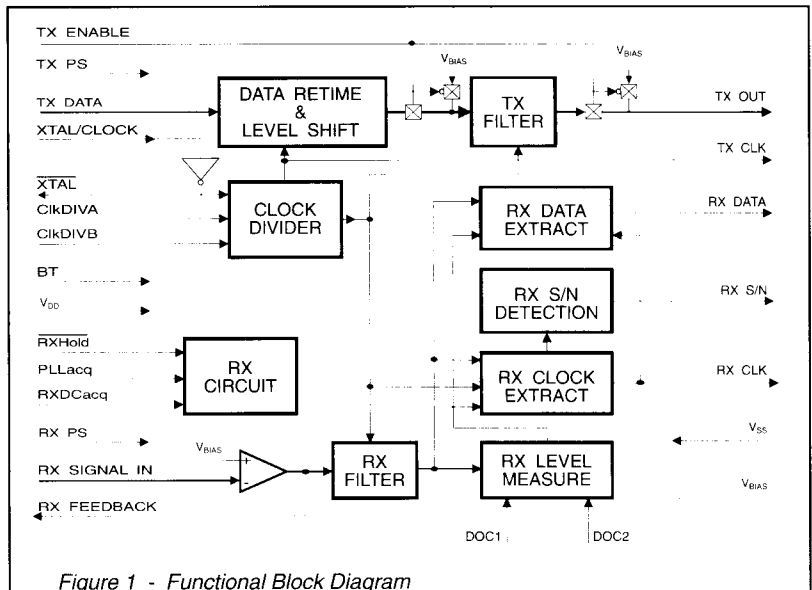 TX ENABLE
TX PS
TX DATA
XTAL/CLOCK
XTAL
ClkDIVA
ClkDIVB
BT
VDD
RXHold
PLLacq
RXDCacq
RX PS
RX SIGNAL IN
RX FEEDBACK
DATA RETIME
&
LEVEL SHIFT
VBIAS
TX
FILTER
VBIAS
CLOCK
DIVIDER
RX DATA
EXTRACT
RX S/N
DETECTION
RX
CIRCUIT
RX CLOCK
EXTRACT
VBIAS
+
-
RX
FILTER
RX LEVEL
MEASURE
DOC1
DOC2
TX OUT
TX CLK
RX DATA
RX S/N
RX CLK
VSS
VBIAS
Figure 1 - Functional Block Diagram